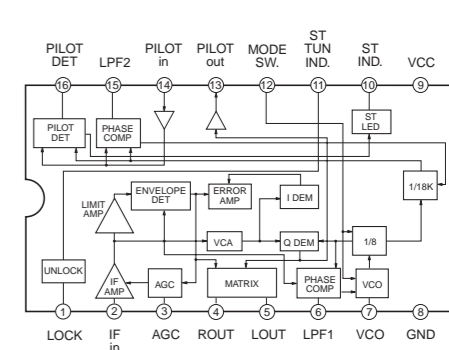 PILOT DET LPF2 PILOT in PILOT out MODE SW. ST TUN IND. ST IND. VCC
16 15 14 13 12 11 10 9
PILOT DET
PHASE COMP
ST LED
1/18K
LIMIT AMP
ENVELOPE DET
ERROR AMP
I DEM
VCA
Q DEM
1/8
UNLOCK
IF AMP
AGC
MATRIX
PHASE COMP
VCO
1 2 3 4 5 6 7 8
LOCK IF in AGC ROUT LOUT LPF1 VCO GND